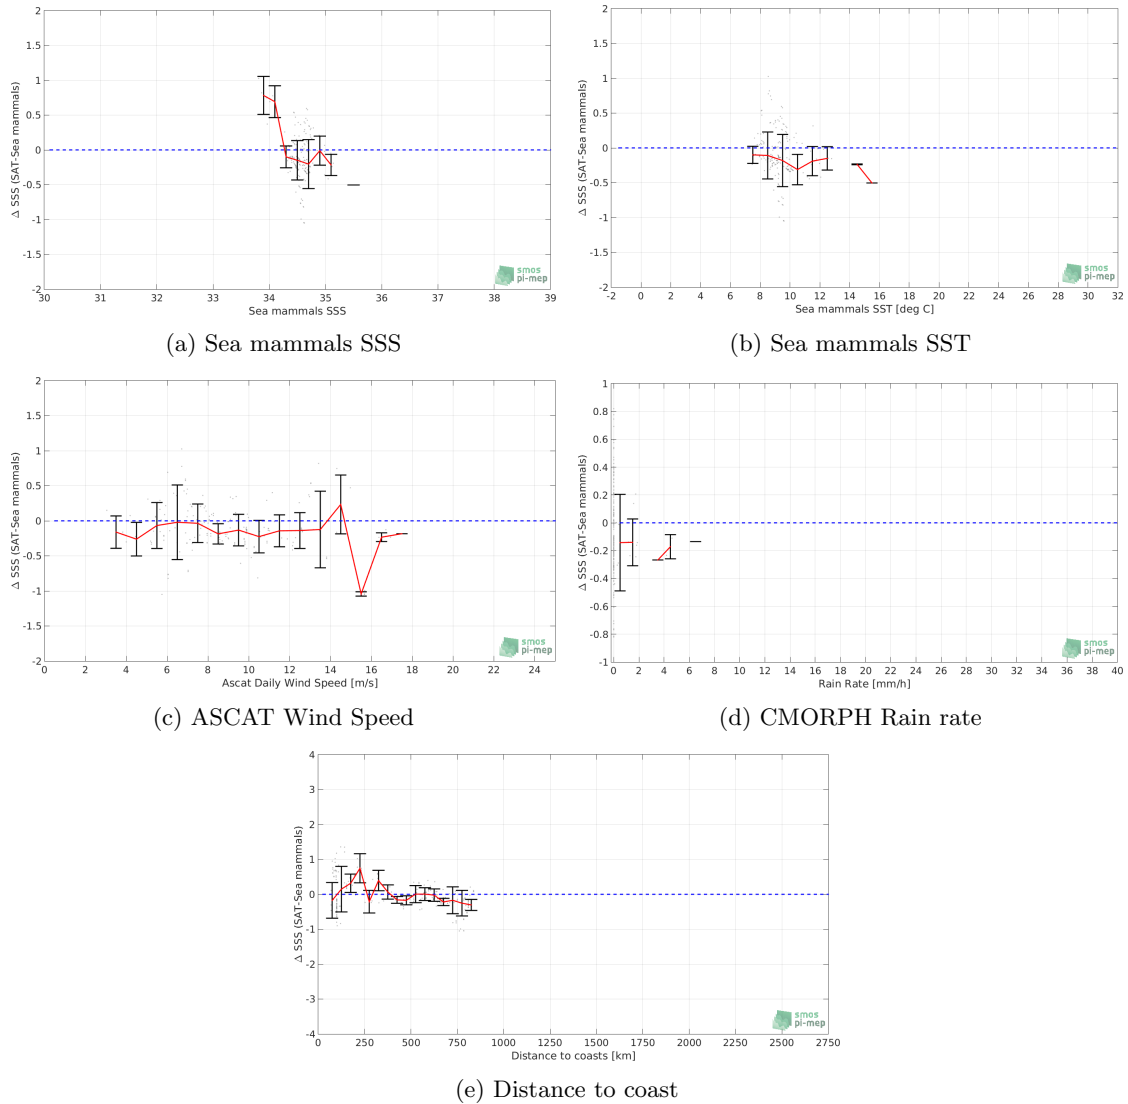 2
1.5
1
0.5
0
-0.5
-1
-1.5
-2
Δ SSS (SAT-Sea mammals)
30 31 32 33 34 35 36 37 38 39
Sea mammals SSS
smos
pi-mep
(a) Sea mammals SSS
2
1.5
1
0.5
0
-0.5
-1
-1.5
-2
Δ SSS (SAT-Sea mammals)
-2 0 2 4 6 8 10 12 14 16 18 20 22 24 26 28 30 32
Sea mammals SST [deg C]
smos
pi-mep
(b) Sea mammals SST
2
1.5
1
0.5
0
-0.5
-1
-1.5
-2
Δ SSS (SAT-Sea mammals)
0 2 4 6 8 10 12 14 16 18 20 22 24
Ascat Daily Wind Speed [m/s]
smos
pi-mep
(c) ASCAT Wind Speed
1
0.8
0.6
0.4
0.2
0
-0.2
-0.4
-0.6
-0.8
-1
Δ SSS (SAT-Sea mammals)
0 2 4 6 8 10 12 14 16 18 20 22 24 26 28 30 32 34 36 38 40
Rain Rate [mm/h]
smos
pi-mep
(d) CMORPH Rain rate
4
3
2
1
0
-1
-2
-3
-4
Δ SSS (SAT-Sea mammals)
0 250 500 750 1000 1250 1500 1750 2000 2250 2500 2750
Distance to coasts [km]
smos
pi-mep
(e) Distance to coast